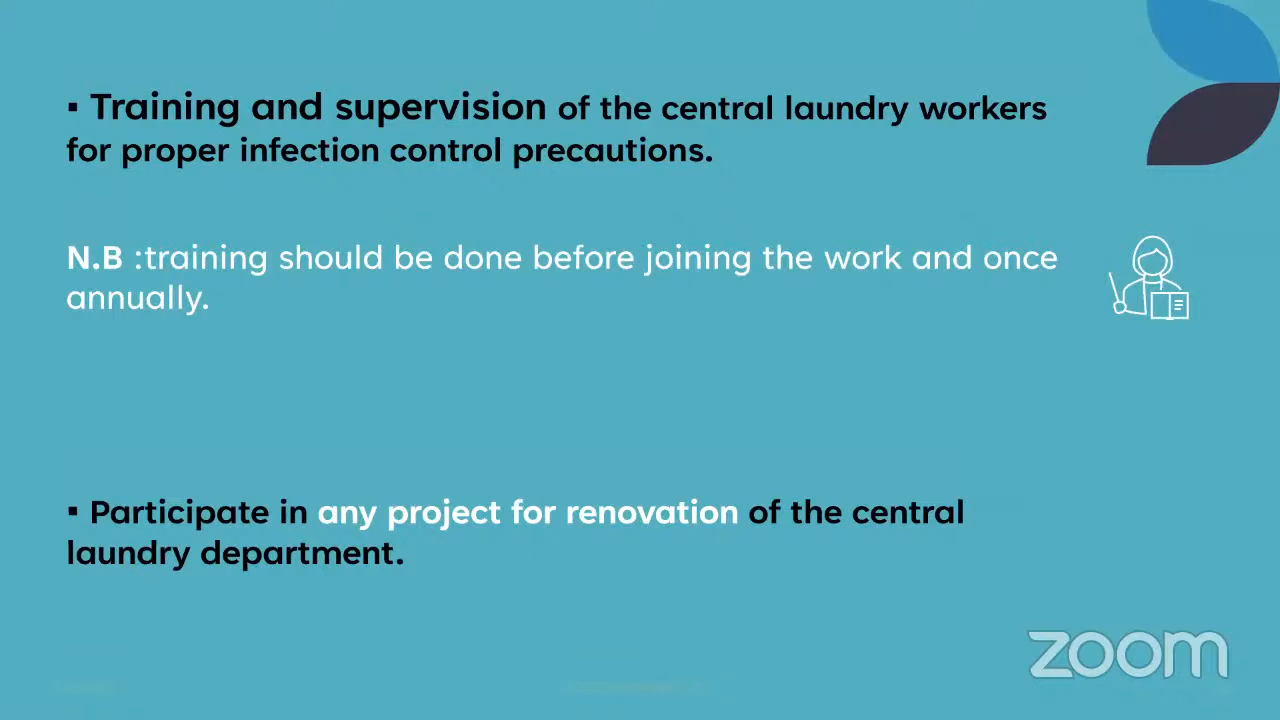 ▪ Training and supervision of the central laundry workers
for proper infection control precautions.
N.B :training should be done before joining the work and once
annually.
▪ Participate in any project for renovation of the central
laundry department.
zoom